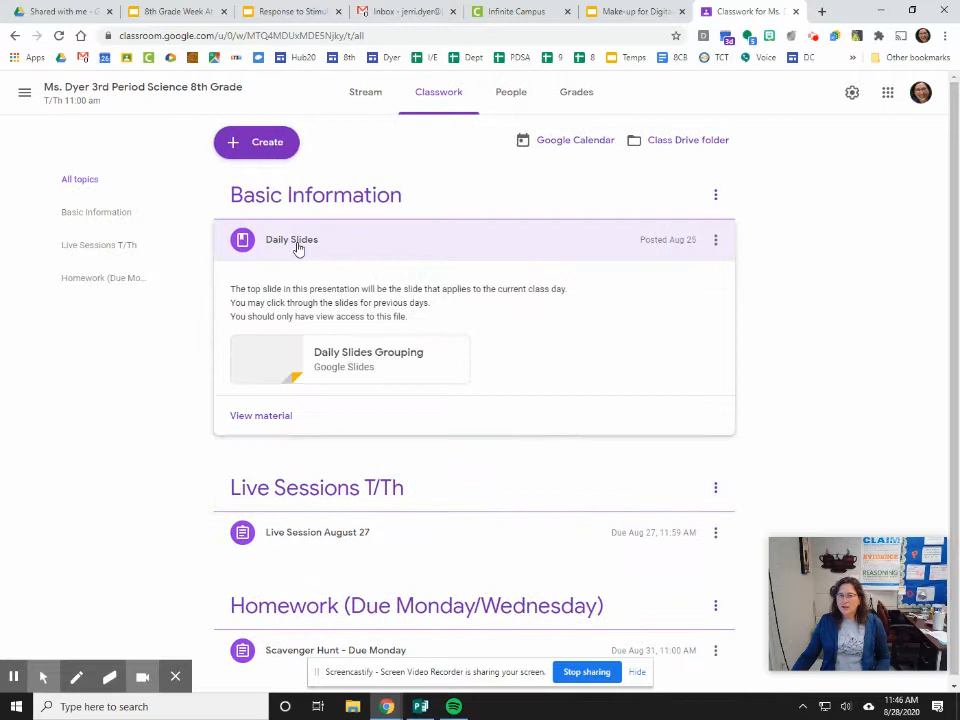 Shared with me - G
8th Grade Week At
Response to Stimul
Inbox - jerri.dyer@
Infinite Campus
Make-up for Digita
Classwork for Ms. D
classroom.google.com/u/0/w/MTQ4MDUxMDE5Njky/t/all
Apps
Hub20
8th
Dyer
I/E
Dept
PDSA
9
8
Temps
8CB
TCT
Voice
DC
Other bookmarks
Ms. Dyer 3rd Period Science 8th Grade
T/Th 11:00 am
Stream
Classwork
People
Grades
Create
Google Calendar
Class Drive folder
All topics
Basic Information
Live Sessions T/Th
Homework (Due Mo...
Basic Information
Daily Slides
Posted Aug 25
The top slide in this presentation will be the slide that applies to the current class day.
You may click through the slides for previous days.
You should only have view access to this file.
Daily Slides Grouping
Google Slides
View material
Live Sessions T/Th
Live Session August 27
Due Aug 27, 11:59 AM
Homework (Due Monday/Wednesday)
Scavenger Hunt - Due Monday
Due Aug 31, 11:00 AM
CLAIM
EVIDENCE
REASONING
Screencastify - Screen Video Recorder is sharing your screen.
Stop sharing
Hide
Type here to search
11:46 AM
8/28/2020